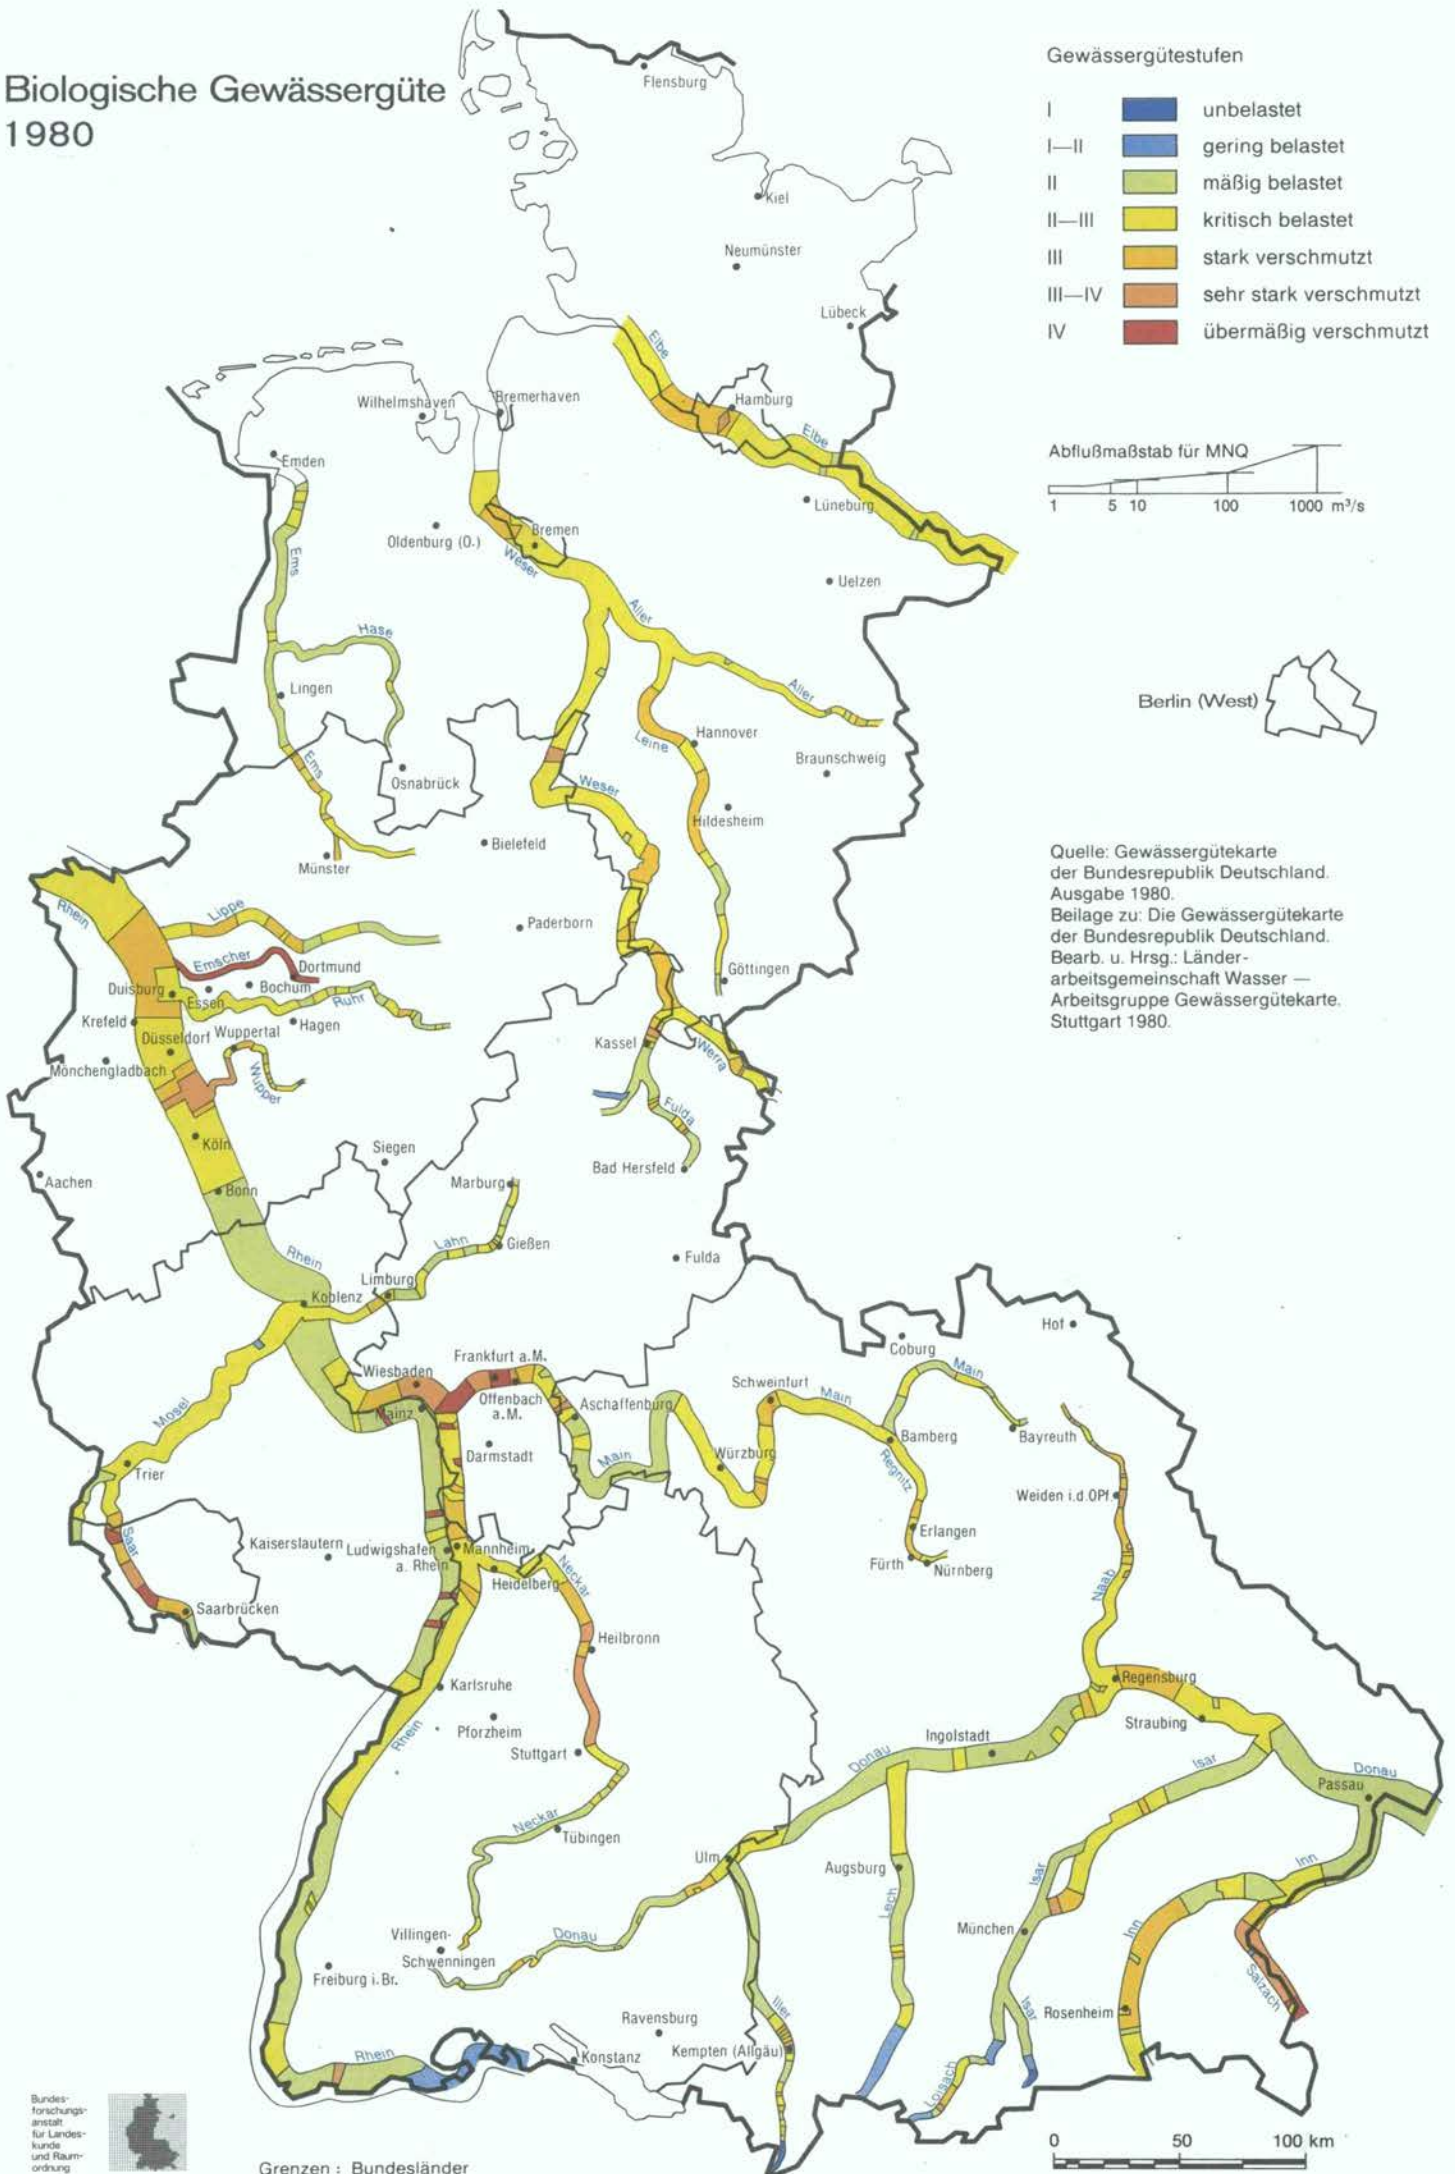 Biologische Gewässergüte
1980
Gewässergütestufen
I unbelastet
I—II gering belastet
II mäßig belastet
II—III kritisch belastet
III stark verschmutzt
III—IV sehr stark verschmutzt
IV übermäßig verschmutzt
Abflußmaßstab für MNQ
1 5 10 100 1000 m³/s
Berlin (West)
Quelle: Gewässergütekarte
der Bundesrepublik Deutschland.
Ausgabe 1980.
Beilage zu: Die Gewässergütekarte
der Bundesrepublik Deutschland.
Bearb. u. Hrsg.: Länder-
arbeitsgemeinschaft Wasser —
Arbeitsgruppe Gewässergütekarte.
Stuttgart 1980.
Flensburg
Kiel
Neumünster
Lübeck
Elbe
Hamburg
Elbe
Wilhelmshaven
Bremerhaven
Emden
Lüneburg
Oldenburg (O.)
Bremen
Weser
Ems
Uelzen
Aller
Hase
Lingen
Aller
Leine
Hannover
Braunschweig
Ems
Osnabrück
Weser
Hildesheim
Bielefeld
Münster
Rhein
Lippe
Paderborn
Emscher
Dortmund
Göttingen
Duisburg
Essen
Bochum
Ruhr
Krefeld
Hagen
Düsseldorf
Wuppertal
Kassel
Werra
Mönchengladbach
Wupper
Fulda
Köln
Siegen
Bad Hersfeld
Aachen
Bonn
Marburg
Rhein
Lahn
Gießen
Fulda
Limburg
Koblenz
Hof
Coburg
Wiesbaden
Frankfurt a.M.
Main
Mosel
Mainz
Offenbach
a.M.
Aschaffenburg
Schweinfurt
Main
Bamberg
Bayreuth
Darmstadt
Main
Würzburg
Regnitz
Trier
Weiden i.d.OPf.
Saar
Kaiserslautern
Ludwigshafen
a. Rhein
Mannheim
Erlangen
Fürth
Nürnberg
Heidelberg
Neckar
Naab
Saarbrücken
Heilbronn
Karlsruhe
Regensburg
Rhein
Pforzheim
Stuttgart
Ingolstadt
Straubing
Donau
Isar
Donau
Passau
Neckar
Tübingen
Ulm
Augsburg
Isar
Inn
Lech
Villingen-
Schwenningen
Donau
München
Inn
Freiburg i. Br.
Iller
Isar
Rosenheim
Salzach
Ravensburg
Rhein
Konstanz
Kempten (Allgäu)
Loisach
Bundes-
forschungs-
anstalt
für Landes-
kunde
und Raum-
ordnung
Grenzen : Bundesländer
0 50 100 km